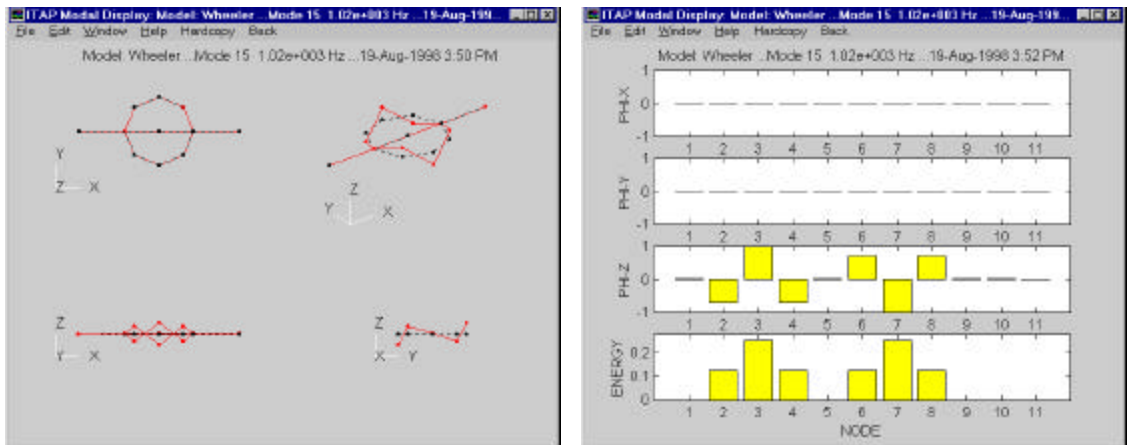 ITAP Modal Display: Model: Wheeler ...Mode 15 1.02e+003 Hz ...19-Aug-199...
File Edit Window Help Hardcopy Back
Model: Wheeler ...Mode 15 1.02e+003 Hz ...19-Aug-1998 3:50 PM
Y
Z X
Z
Y X
Z
Y X
Z
X Y
ITAP Modal Display: Model: Wheeler ...Mode 15 1.02e+003 Hz ...19-Aug-199...
File Edit Window Help Hardcopy Back
Model: Wheeler ...Mode 15 1.02e+003 Hz ...19-Aug-1998 3:52 PM
PHI-X
1
0
-1
1 2 3 4 5 6 7 8 9 10 11
PHI-Y
1
0
-1
1 2 3 4 5 6 7 8 9 10 11
PHI-Z
1
0
-1
1 2 3 4 5 6 7 8 9 10 11
ENERGY
0.2
0.1
0
1 2 3 4 5 6 7 8 9 10 11
NODE